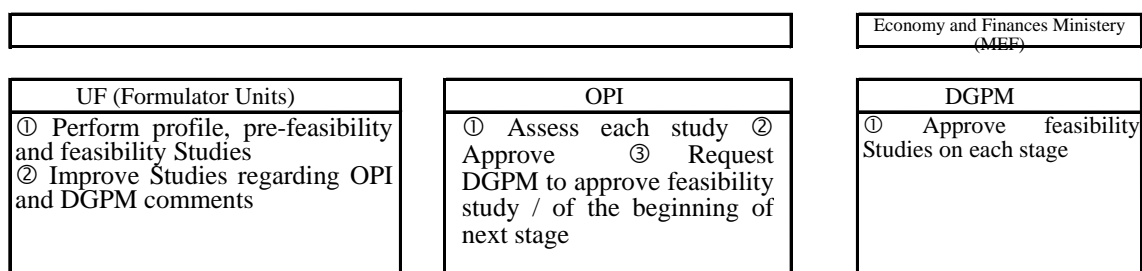 Economy and Finances Ministery
(MEF)
UF (Formulator Units)
① Perform profile, pre-feasibility
and feasibility Studies
② Improve Studies regarding OPI
and DGPM comments
OPI
① Assess each study ②
Approve ③ Request
DGPM to approve feasibility
study / of the beginning of
next stage
DGPM
① Approve feasibility
Studies on each stage